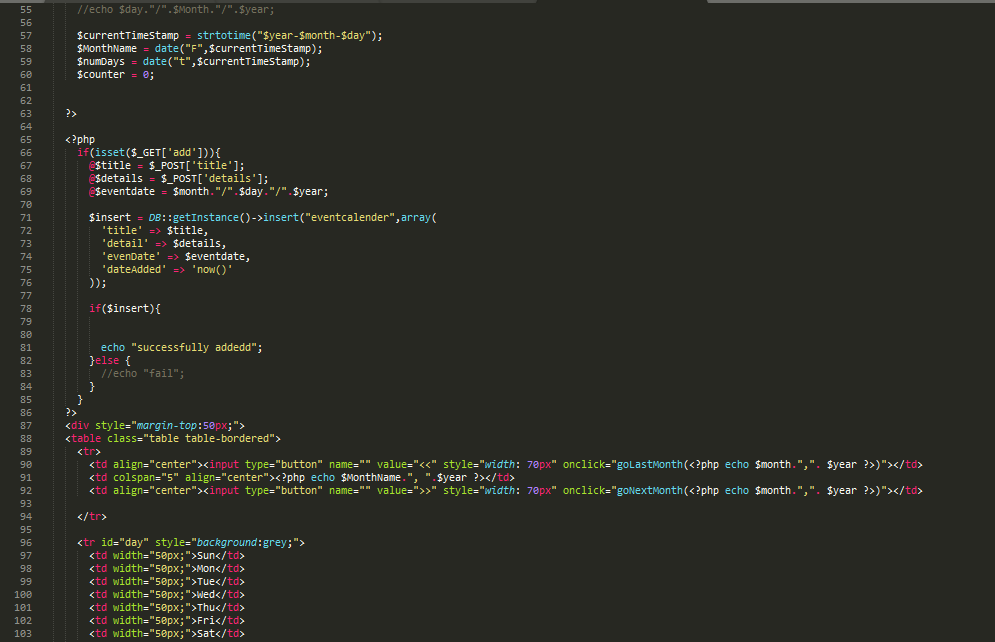 55 //echo $day."/".$Month."/".$year;
56
57 $currentTimeStamp = strtotime("$year-$month-$day");
58 $MonthName = date("F",$currentTimeStamp);
59 $numDays = date("t",$currentTimeStamp);
60 $counter = 0;
61
62
63 ?>
64
65 <?php
66 if(isset($_GET['add'])){
67 @$title = $_POST['title'];
68 @$details = $_POST['details'];
69 @$eventdate = $month."/".$day."/".$year;
70
71 $insert = DB::getInstance()->insert("eventcalender",array(
72 'title' => $title,
73 'detail' => $details,
74 'evenDate' => $eventdate,
75 'dateAdded' => 'now()'
76 ));
77
78 if($insert){
79
80
81 echo "successfully addedd";
82 }else {
83 //echo "fail";
84 }
85 }
86 ?>
87 <div style="margin-top:50px;">
88 <table class="table table-bordered">
89 <tr>
90 <td align="center"><input type="button" name="" value="<<" style="width: 70px" onclick="goLastMonth(<?php echo $month.",". $year ?>)"></td>
91 <td colspan="5" align="center"><?php echo $MonthName.", ".$year ?></td>
92 <td align="center"><input type="button" name="" value=">>" style="width: 70px" onclick="goNextMonth(<?php echo $month.",". $year ?>)"></td>
93
94 </tr>
95
96 <tr id="day" style="background:grey;">
97 <td width="50px;">Sun</td>
98 <td width="50px;">Mon</td>
99 <td width="50px;">Tue</td>
100 <td width="50px;">Wed</td>
101 <td width="50px;">Thu</td>
102 <td width="50px;">Fri</td>
103 <td width="50px;">Sat</td>